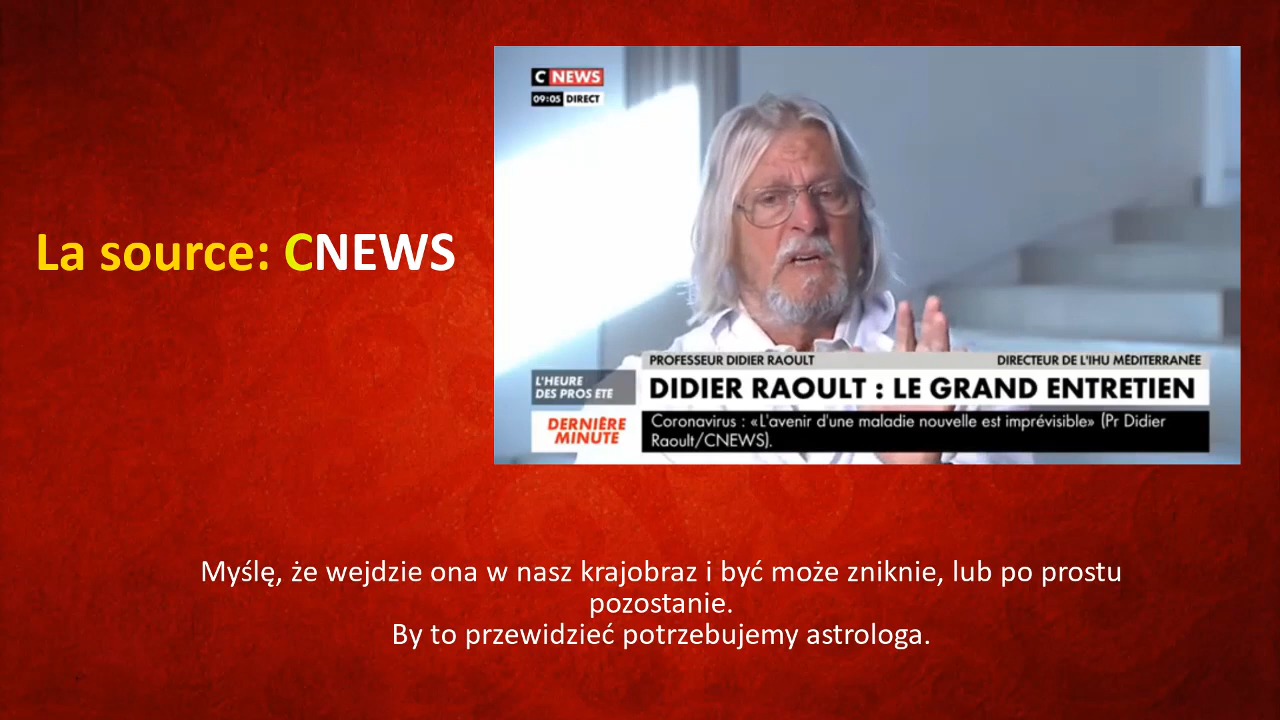 La source: CNEWS
C NEWS
09:05 DIRECT
PROFESSEUR DIDIER RAOULT DIRECTEUR DE L'IHU MÉDITERRANÉE
L'HEURE
DES PROS ÉTÉ
DIDIER RAOULT : LE GRAND ENTRETIEN
DERNIÈRE
MINUTE
Coronavirus : «L'avenir d'une maladie nouvelle est imprévisible» (Pr Didier
Raoult/CNEWS).
Myślę, że wejdzie ona w nasz krajobraz i być może zniknie, lub po prostu
pozostanie.
By to przewidzieć potrzebujemy astrologa.